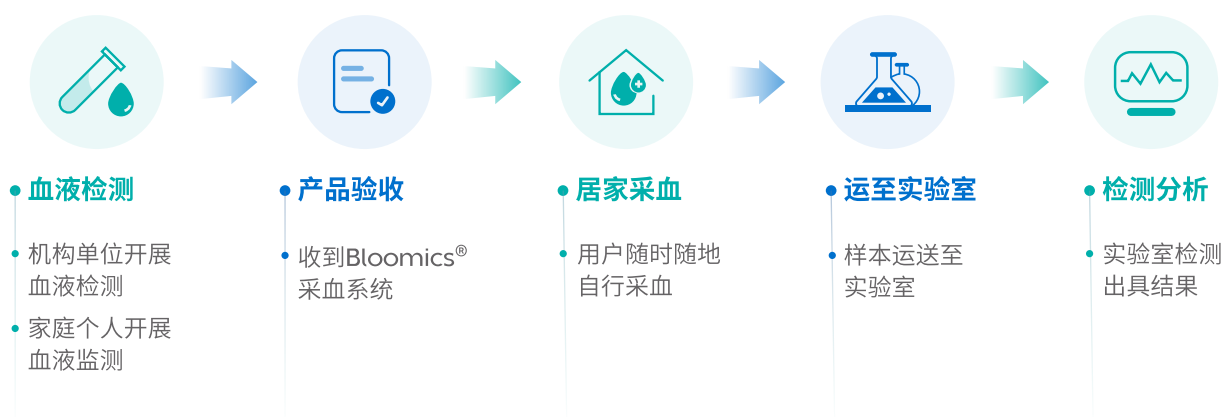 血液检测
机构单位开展
血液检测
家庭个人开展
血液监测
产品验收
收到Bloomics®
采血系统
居家采血
用户随时随地
自行采血
运至实验室
样本运送至
实验室
检测分析
实验室检测
出具结果